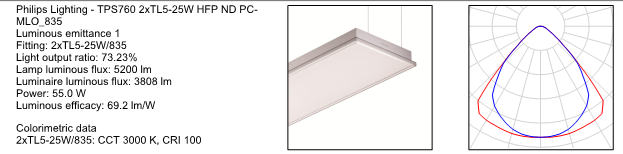 Philips Lighting - TPS760 2xTL5-25W HFP ND PC-
MLO_835
Luminous emittance 1
Fitting: 2xTL5-25W/835
Light output ratio: 73.23%
Lamp luminous flux: 5200 lm
Luminaire luminous flux: 3808 lm
Power: 55.0 W
Luminous efficacy: 69.2 lm/W
Colorimetric data
2xTL5-25W/835: CCT 3000 K, CRI 100